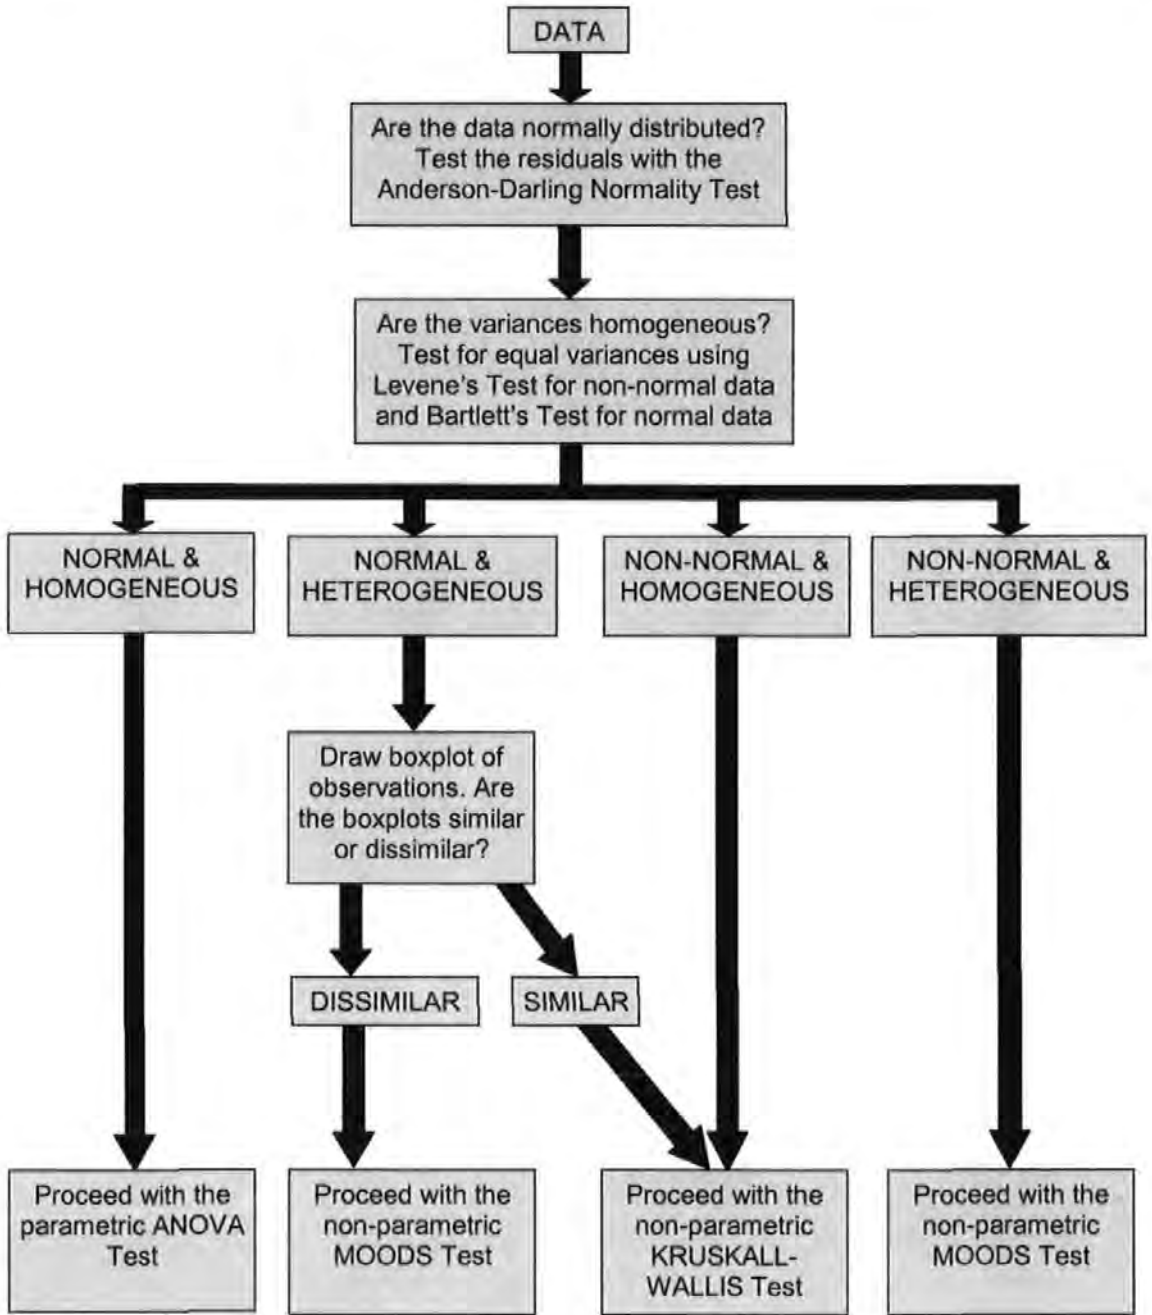 DATA
Are the data normally distributed?
Test the residuals with the
Anderson-Darling Normality Test
Are the variances homogeneous?
Test for equal variances using
Levene's Test for non-normal data
and Bartlett's Test for normal data
NORMAL &
HOMOGENEOUS
NORMAL &
HETEROGENEOUS
NON-NORMAL &
HOMOGENEOUS
NON-NORMAL &
HETEROGENEOUS
Draw boxplot of
observations. Are
the boxplots similar
or dissimilar?
DISSIMILAR
SIMILAR
Proceed with the
parametric ANOVA
Test
Proceed with the
non-parametric
MOODS Test
Proceed with the
non-parametric
KRUSKALL-
WALLIS Test
Proceed with the
non-parametric
MOODS Test